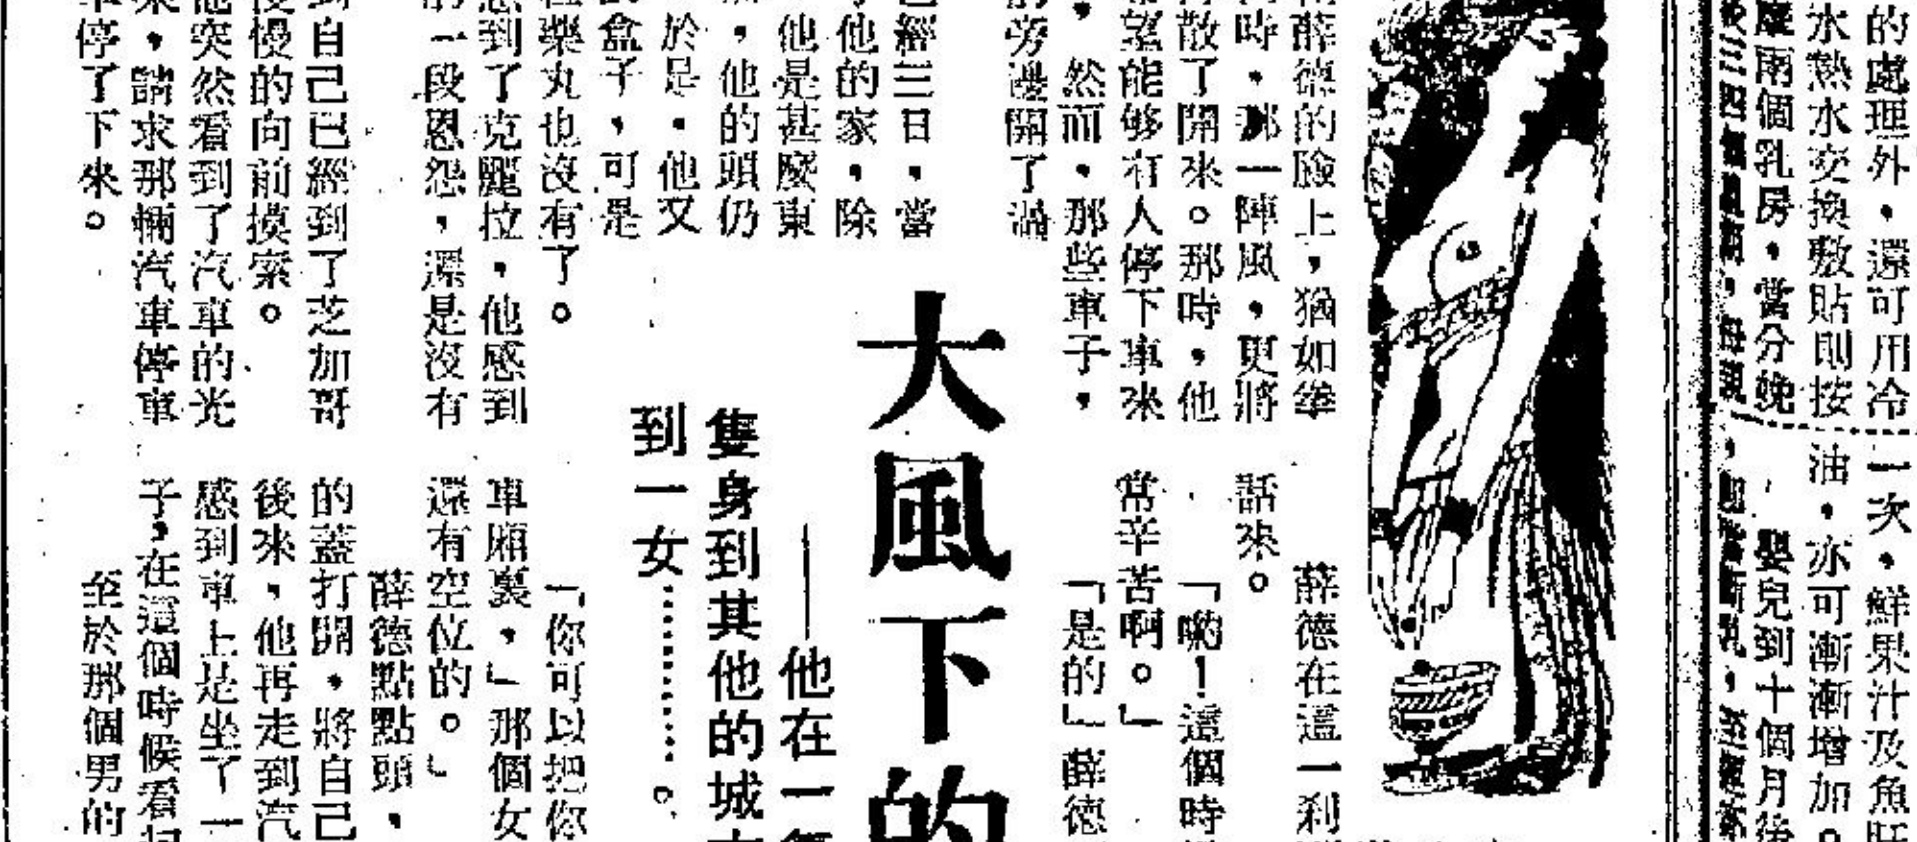 的處理外，還可用冷
水熱水交換敷貼則按
摩兩個乳房，當分娩
一次，鮮果汁及魚肝
油，亦可漸漸增加。
嬰兒到十個月後
大風下的
——他在一
隻身到其他的城
到一女………。
薛德的臉上，猶如拳
時，那一陣風，更將
散了開來。那時，他
望能够有人停下車來
，然而，那些車子，
的旁邊開了過
已經三日，當
他的家，除
他是甚麼東
，他的頭仍
於是，他又
盒子，可是
藥丸也沒有了。
感到了克麗拉，他感到
的一段恩怨，還是沒有
到自己已經到了芝加哥
慢慢的向前摸索。
他突然看到了汽車的光
來，請求那輛汽車停車
車停了下來。
薛德在這一剎
話來。
「喲！這個時
常辛苦啊。」
「是的」薛德
「你可以把你
車廂裏，」那個女
還有空位的。」
薛德點點頭，
的蓋打開，將自己
後來，他再走到汽
感到車上是坐了一
子，在這個時候看
至於那個男的